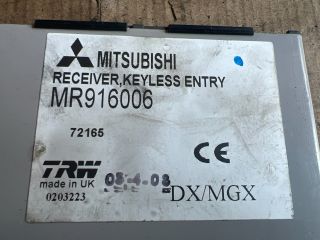 MITSUBISHI
RECEIVER,KEYLESS ENTRY
MR916006
72165
CE
TRW
made in UK
0203223
DX/MGX